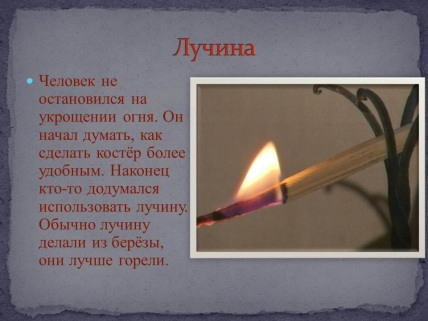 Лучина
Человек не
остановился на
укрощении огня. Он
начал думать, как
сделать костёр более
удобным. Наконец
кто-то додумался
использовать лучину.
Обычно лучину
делали из берёзы,
они лучше горели.